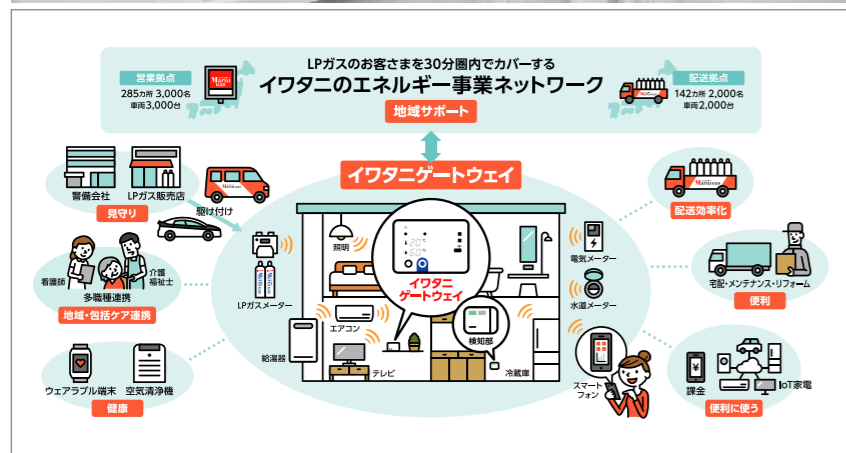 LPガスのお客さまを30分圏内でカバーする
イワタニのエネルギー事業ネットワーク
地域サポート
営業拠点
285カ所 3,000名
車両3,000台
Marui
GAS
配送拠点
142カ所 2,000名
車両2,000台
イワタニゲートウェイ
警備会社
LPガス販売店
見守り
駆け付け
Maruigas
看護師
介護
福祉士
多職種連携
地域・包括ケア連携
ウェアラブル端末
空気清浄機
健康
LPガスメーター
給湯器
照明
エアコン
テレビ
20℃
60%
イワタニ
ゲートウェイ
検知部
冷蔵庫
電気メーター
水道メーター
スマート
フォン
配送効率化
宅配・メンテナンス・リフォーム
便利
¥
課金
IoT家電
便利に使う